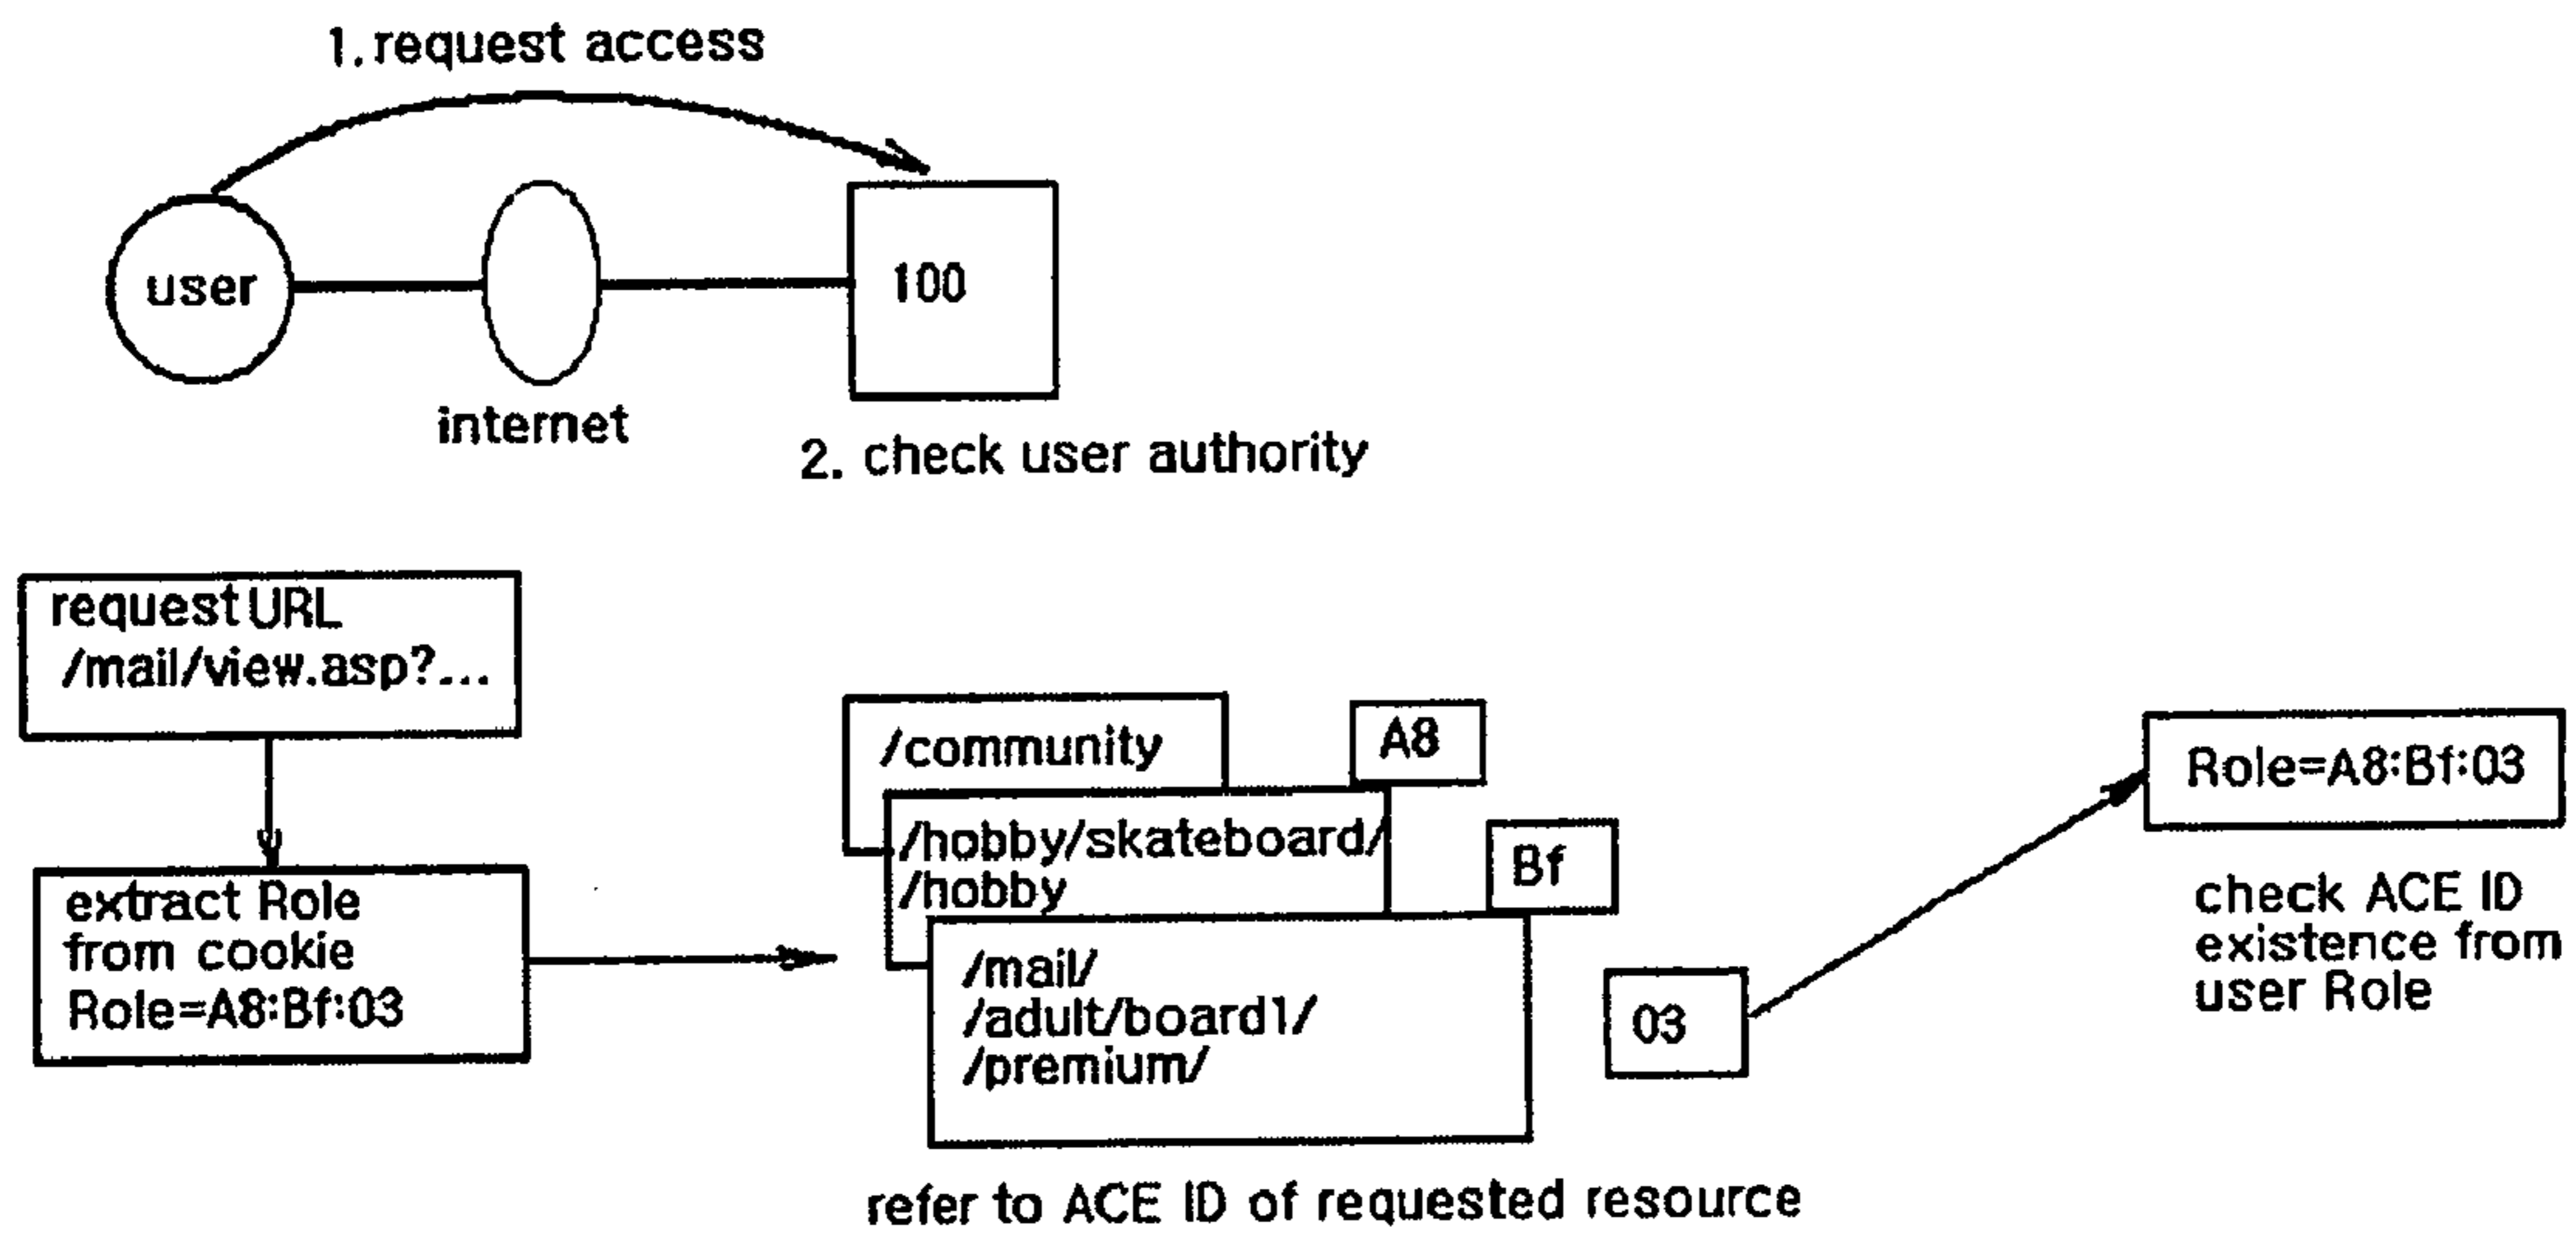 1. request access
user
100
internet
2. check user authority
request URL
/mail/view.asp?...
extract Role
from cookie
Role=A8:Bf:03
/community
A8
/hobby/skateboard/
/hobby
Bf
/mail/
/adult/board1/
/premium/
03
refer to ACE ID of requested resource
Role=A8:Bf:03
check ACE ID
existence from
user Role